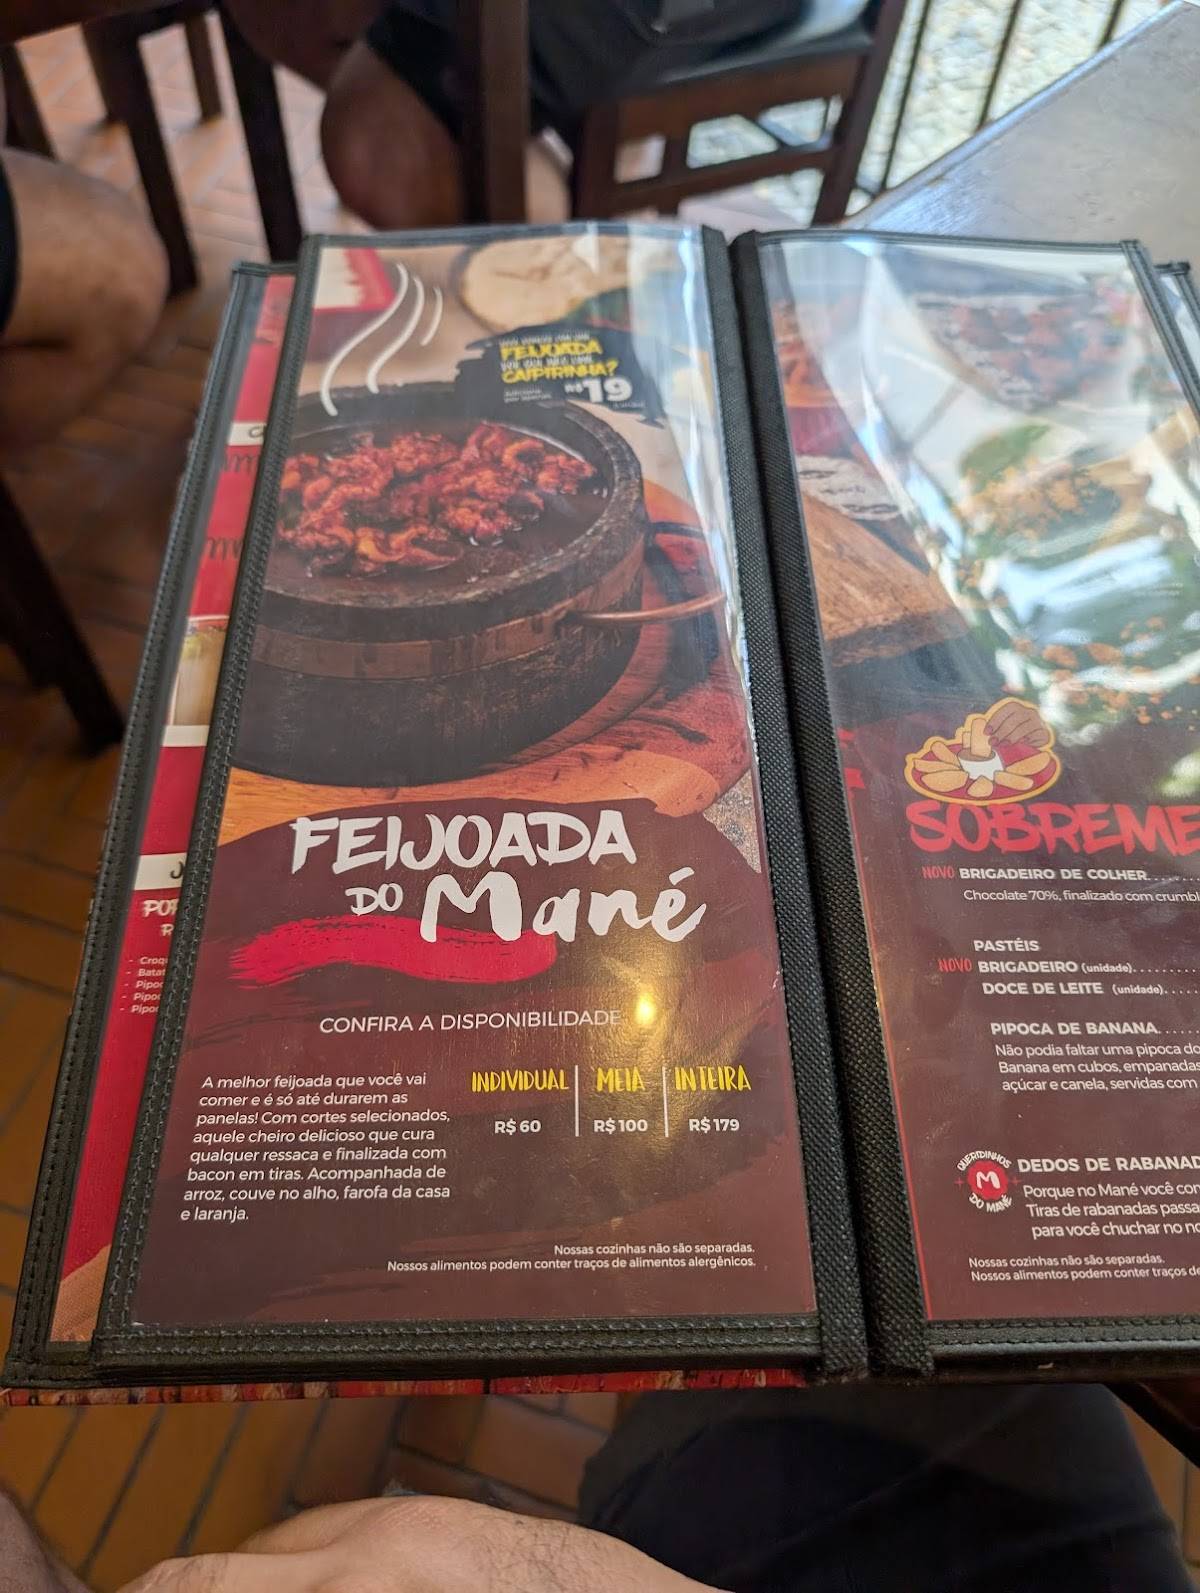 FEIJOADA
CAIPIRINHA?
R$19
FEIJOADA
DO Mané
CONFIRA A DISPONIBILIDADE
A melhor feijoada que você vai
comer e é só até durarem as
panelas! Com cortes selecionados,
aquele cheiro delicioso que cura
qualquer ressaca e finalizada com
bacon em tiras. Acompanhada de
arroz, couve no alho, farofa da casa
e laranja.
INDIVIDUAL MEIA INTEIRA
R$ 60 R$ 100 R$ 179
Nossas cozinhas não são separadas.
Nossos alimentos podem conter traços de alimentos alergênicos.
SOBREME
NOVO BRIGADEIRO DE COLHER......
Chocolate 70%, finalizado com crumbl
PASTÉIS
NOVO BRIGADEIRO (unidade)........
DOCE DE LEITE (unidade)....
PIPOCA DE BANANA.....
Não podia faltar uma pipoca do
Banana em cubos, empanadas
açúcar e canela, servidas com
QUERIDINHOS
M
DO MANÉ
DEDOS DE RABANAD
Porque no Mané você con
Tiras de rabanadas passa
para você chuchar no no
Nossas cozinhas não são separadas.
Nossos alimentos podem conter traços de
J
POR
R
- Croq
- Batat
- Pipoc
- Pipoc
- Pipoc